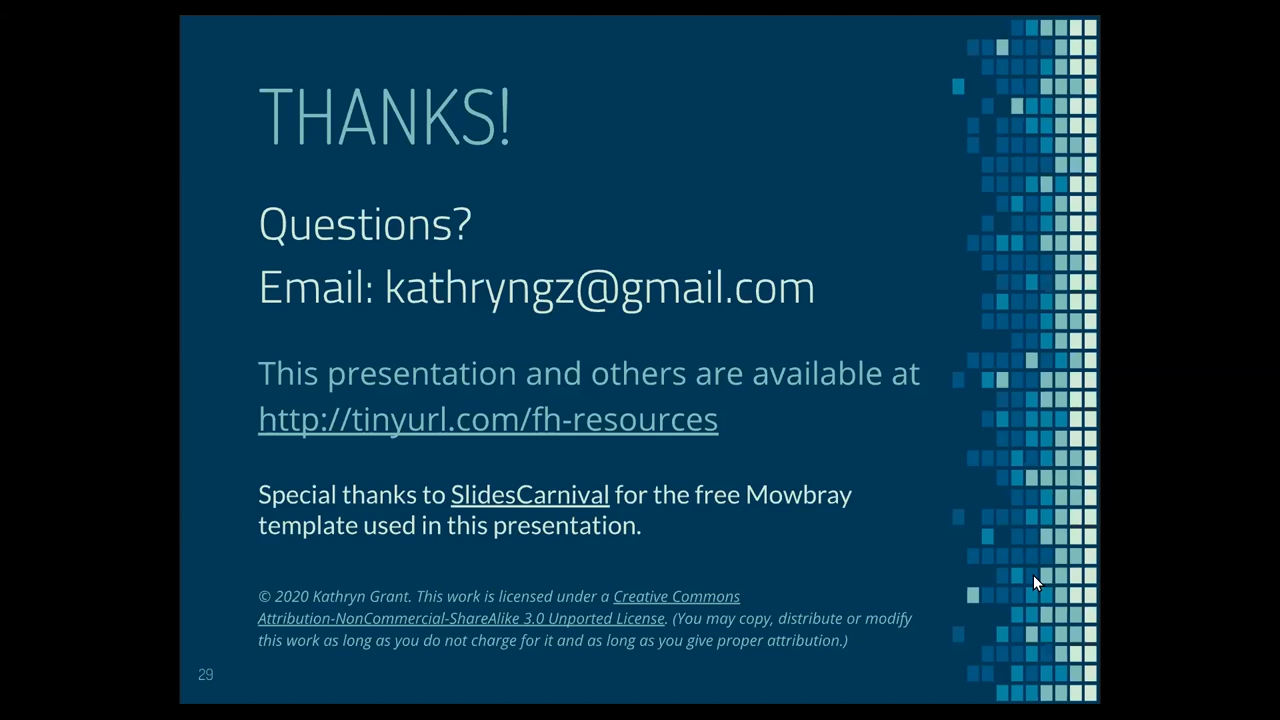 THANKS!
Questions?
Email: kathryngz@gmail.com
This presentation and others are available at
http://tinyurl.com/fh-resources
Special thanks to SlidesCarnival for the free Mowbray
template used in this presentation.
© 2020 Kathryn Grant. This work is licensed under a Creative Commons
Attribution-NonCommercial-ShareAlike 3.0 Unported License. (You may copy, distribute or modify
this work as long as you do not charge for it and as long as you give proper attribution.)
29